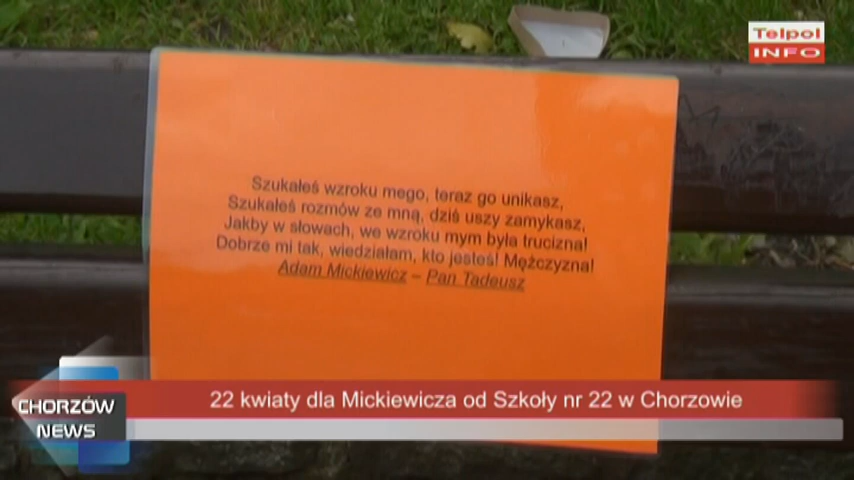 Telpol
INFO
Szukałeś wzroku mego, teraz go unikasz,
Szukałeś rozmów ze mną, dziś uszy zamykasz,
Jakby w słowach, we wzroku mym była trucizna!
Dobrze mi tak, wiedziałam, kto jesteś! Mężczyzna!
Adam Mickiewicz – Pan Tadeusz
22 kwiaty dla Mickiewicza od Szkoły nr 22 w Chorzowie
CHORZÓW
NEWS